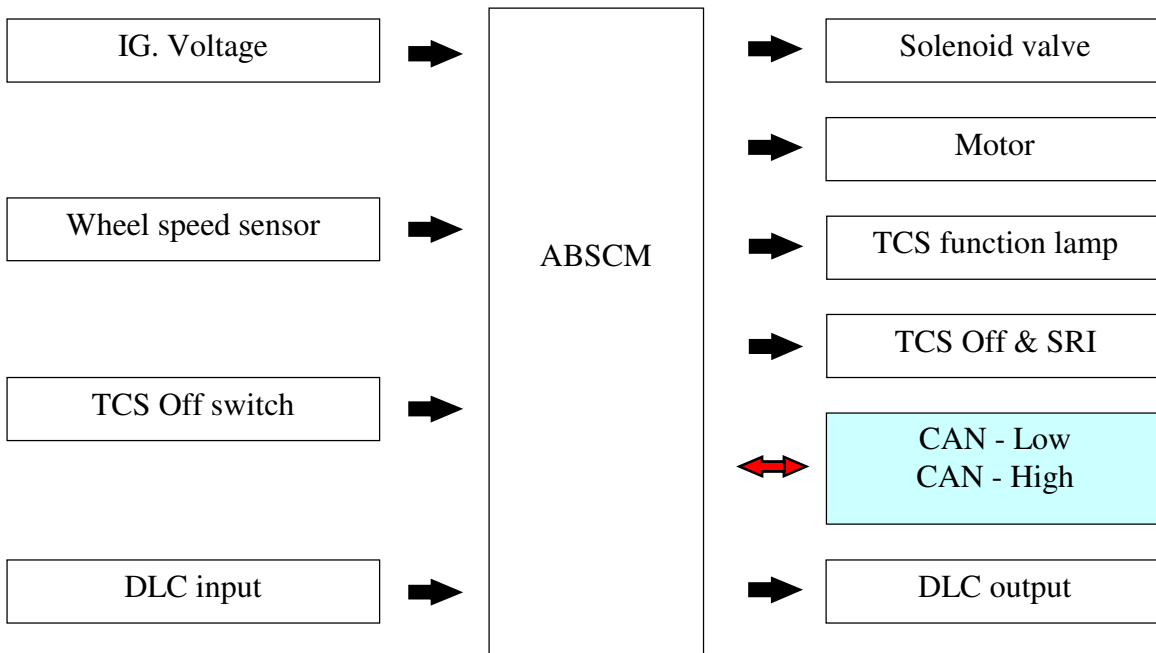 IG. Voltage
Wheel speed sensor
TCS Off switch
DLC input
ABSCM
Solenoid valve
Motor
TCS function lamp
TCS Off & SRI
CAN - Low
CAN - High
DLC output